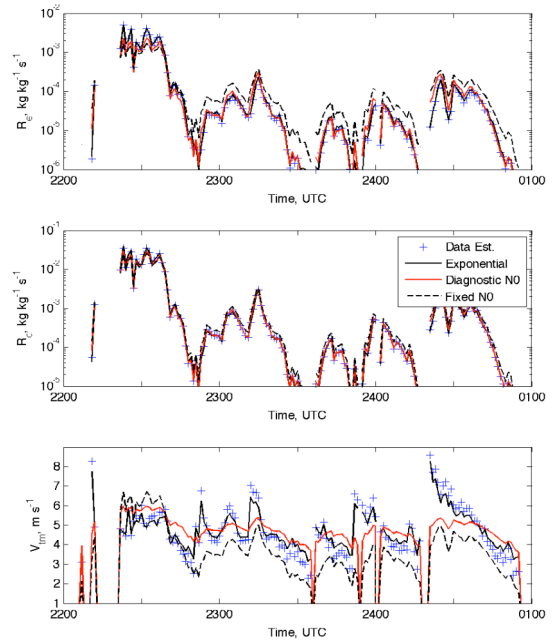 10^-2
10^-3
10^-4
10^-5
10^-6
R_e, kg kg^-1 s^-1
2200 2300 2400 0100
Time, UTC
10^-1
10^-2
10^-3
10^-4
10^-5
R_c, kg kg^-1 s^-1
Data Est.
Exponential
Diagnostic N0
Fixed N0
2200 2300 2400 0100
Time, UTC
8
7
6
5
4
3
2
1
V_tm, m s^-1
2200 2300 2400 0100
Time, UTC